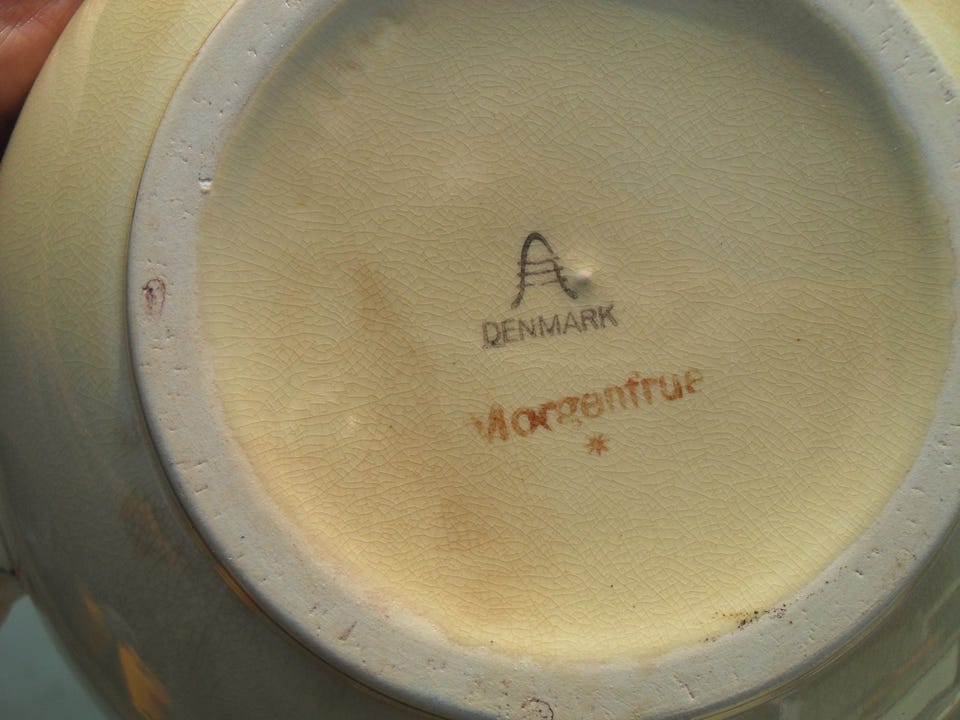 A
DENMARK
Morgenfrue
*